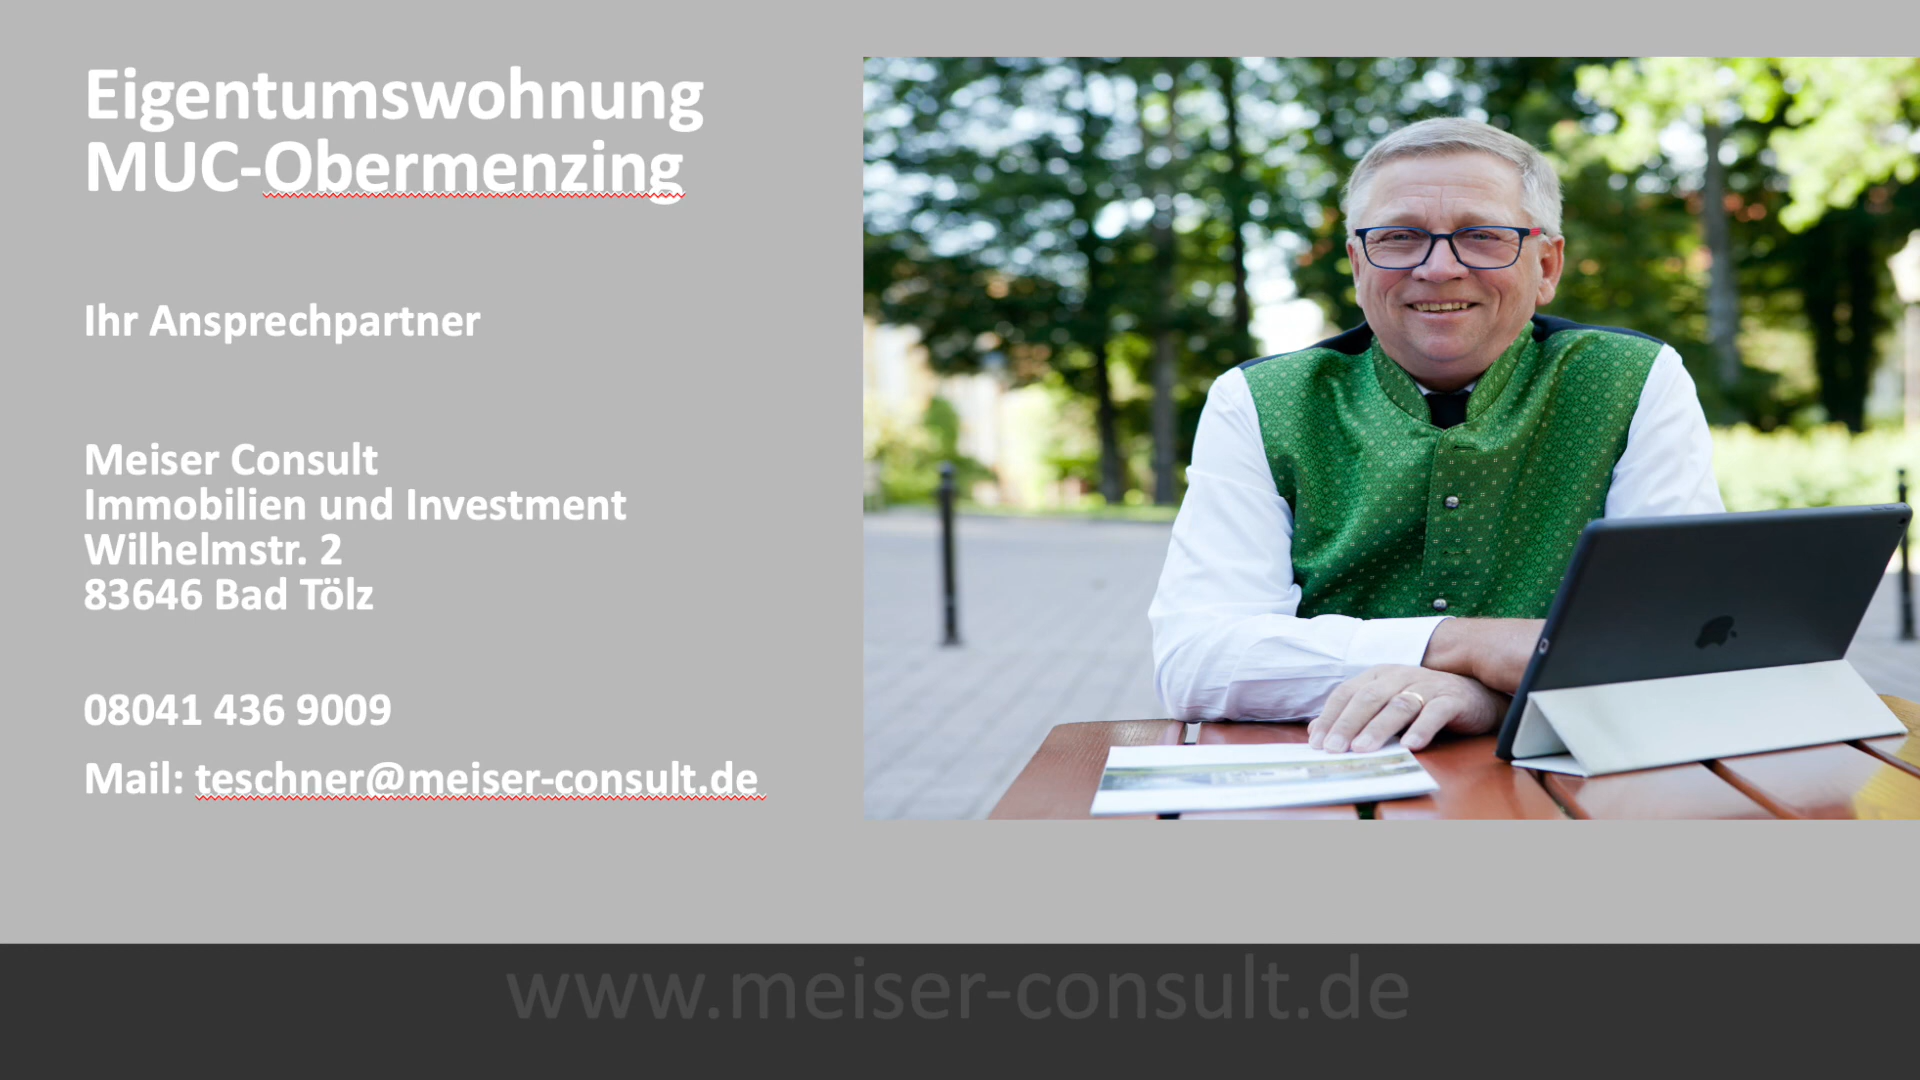 Eigentumswohnung
MUC-Obermenzing
Ihr Ansprechpartner
Meiser Consult
Immobilien und Investment
Wilhelmstr. 2
83646 Bad Tölz
08041 436 9009
Mail: teschner@meiser-consult.de
www.meiser-consult.de